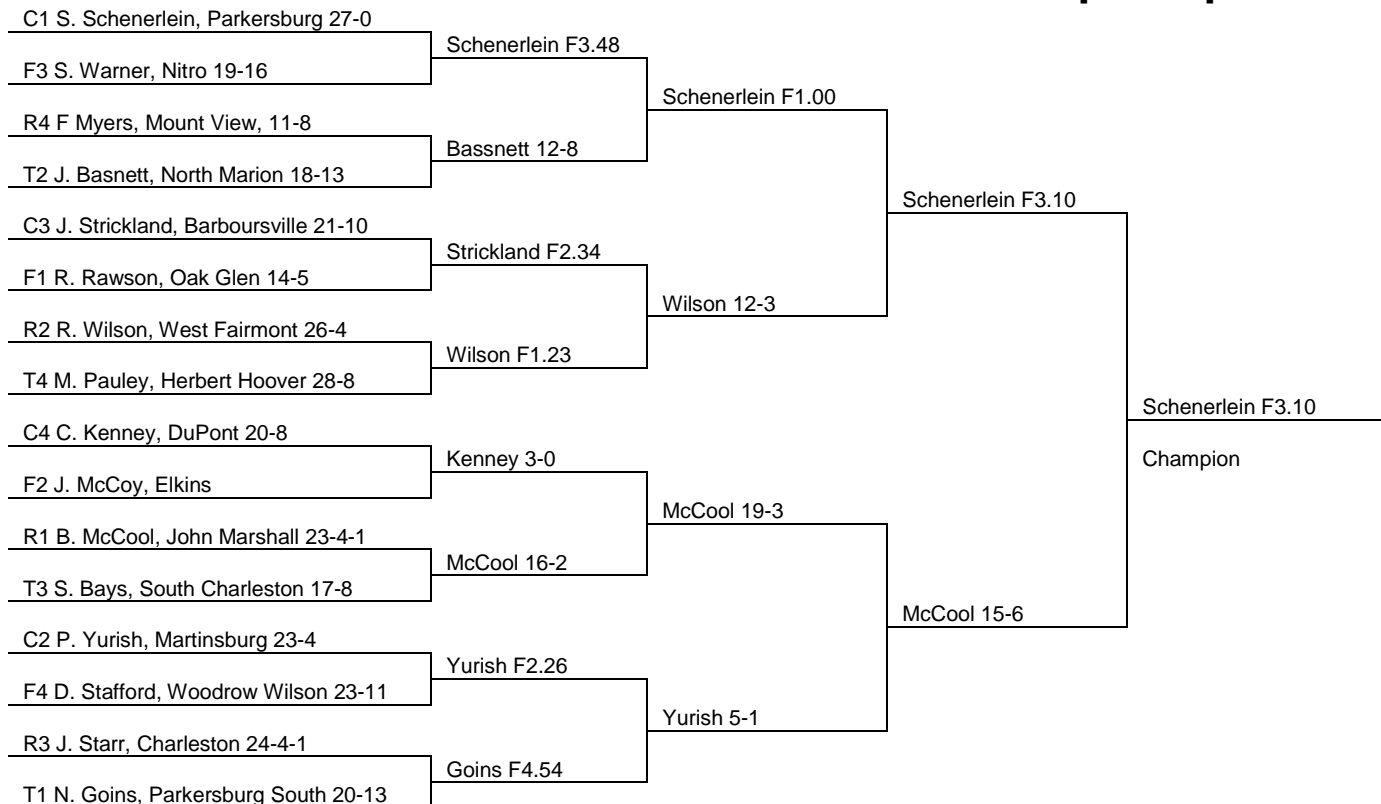 C1 S. Schenerlein, Parkersburg 27-0
Schenerlein F3.48
F3 S. Warner, Nitro 19-16
Schenerlein F1.00
R4 F Myers, Mount View, 11-8
Bassnett 12-8
T2 J. Basnett, North Marion 18-13
Schenerlein F3.10
C3 J. Strickland, Barboursville 21-10
Strickland F2.34
F1 R. Rawson, Oak Glen 14-5
Wilson 12-3
R2 R. Wilson, West Fairmont 26-4
Wilson F1.23
T4 M. Pauley, Herbert Hoover 28-8
Schenerlein F3.10
C4 C. Kenney, DuPont 20-8
Kenney 3-0
Champion
F2 J. McCoy, Elkins
McCool 19-3
R1 B. McCool, John Marshall 23-4-1
McCool 16-2
T3 S. Bays, South Charleston 17-8
McCool 15-6
C2 P. Yurish, Martinsburg 23-4
Yurish F2.26
F4 D. Stafford, Woodrow Wilson 23-11
Yurish 5-1
R3 J. Starr, Charleston 24-4-1
Goins F4.54
T1 N. Goins, Parkersburg South 20-13